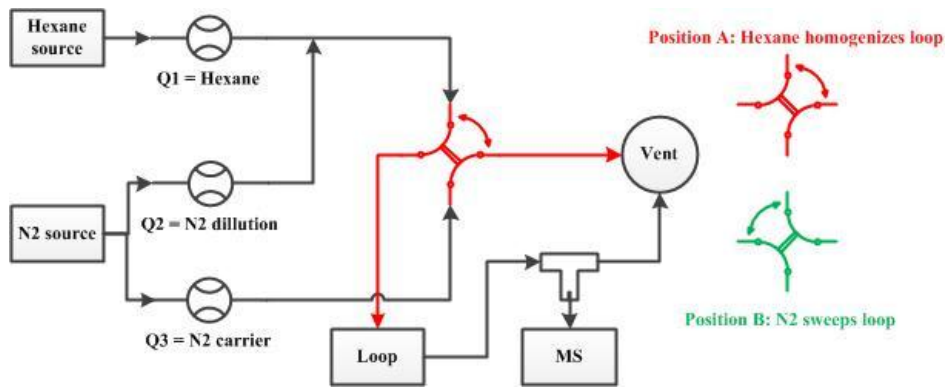 Hexane
source
Q1 = Hexane
Position A: Hexane homogenizes loop
Vent
N2 source
Q2 = N2 dillution
Q3 = N2 carrier
Position B: N2 sweeps loop
Loop
MS